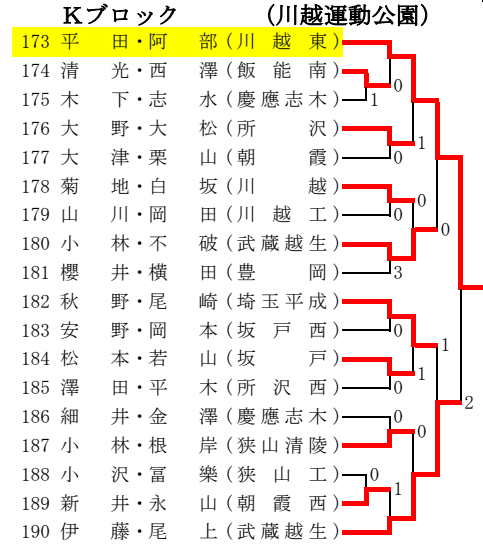 Kブロック (川越運動公園)
173 平 田・阿 部 (川越東)
174 清 光・西 澤 (飯能南) 0
175 木 下・志 水 (慶應志木) 1
176 大 野・大 松 (所 沢) 1
177 大 津・栗 山 (朝 霞) 0
178 菊 地・白 坂 (川 越) 0
179 山 川・岡 田 (川越工) 0 0
180 小 林・不 破 (武蔵越生)
181 櫻 井・横 田 (豊 岡) 3
182 秋 野・尾 崎 (埼玉平成)
183 安 野・岡 本 (坂戸西) 0 1
184 松 本・若 山 (坂 戸) 1
185 澤 田・平 木 (所沢西) 0 2
186 細 井・金 澤 (慶應志木) 0 0
187 小 林・根 岸 (狭山清陵)
188 小 沢・冨 樂 (狭山工) 0
189 新 井・永 山 (朝霞西) 1
190 伊 藤・尾 上 (武蔵越生)